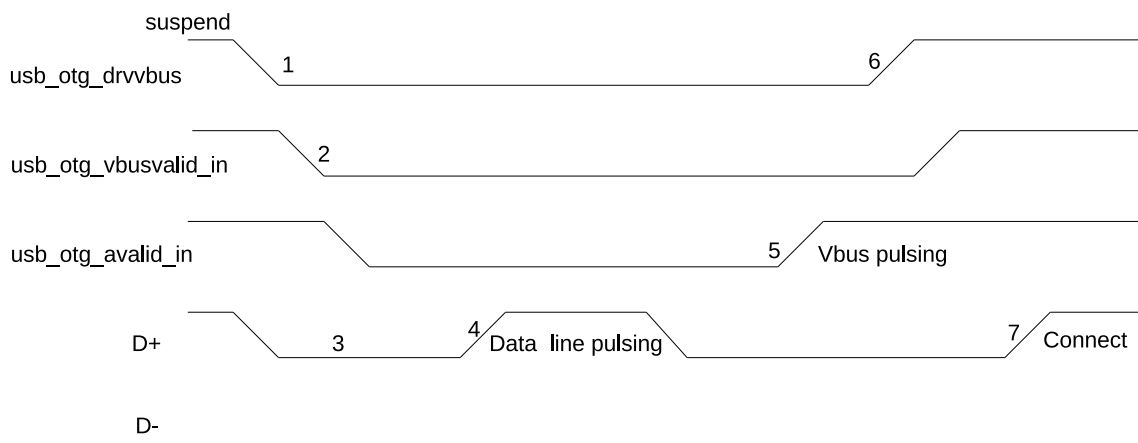 suspend
usb_otg_drvvbus 1 6
usb_otg_vbusvalid_in 2
usb_otg_avalid_in 5 Vbus pulsing
D+ 3 4 Data line pulsing 7 Connect
D-